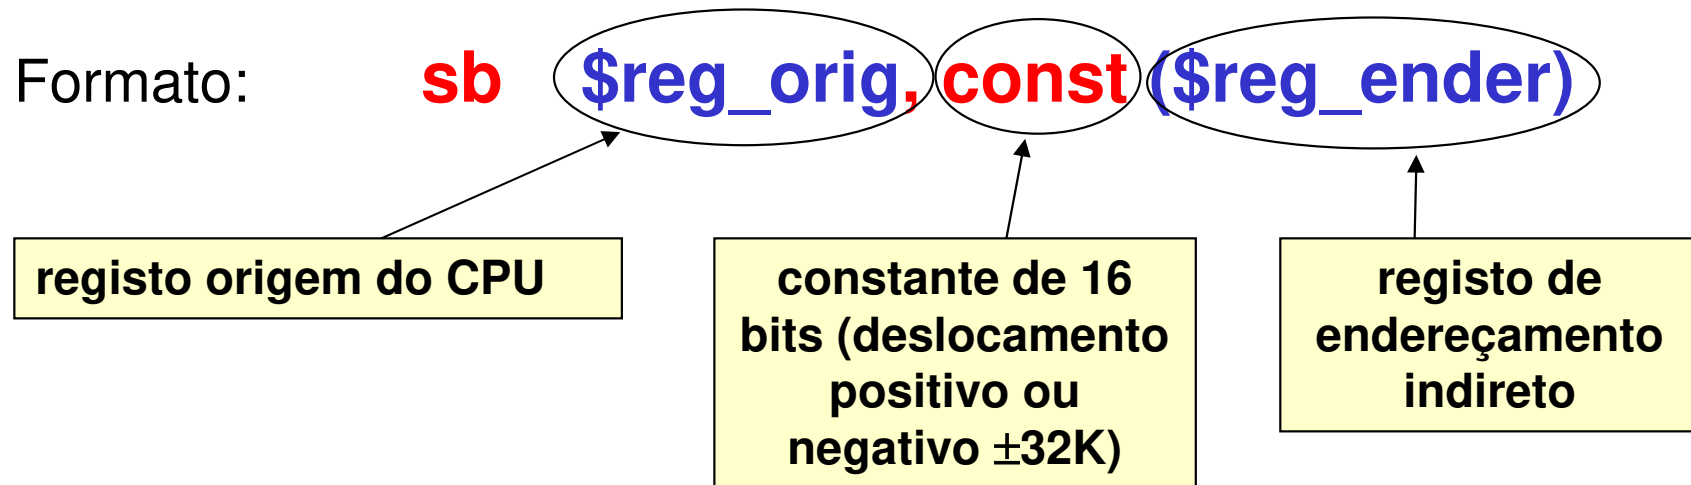 Formato: sb $reg_orig, const ($reg_ender)
registo origem do CPU
constante de 16
bits (deslocamento
positivo ou
negativo ±32K)
registo de
endereçamento
indireto